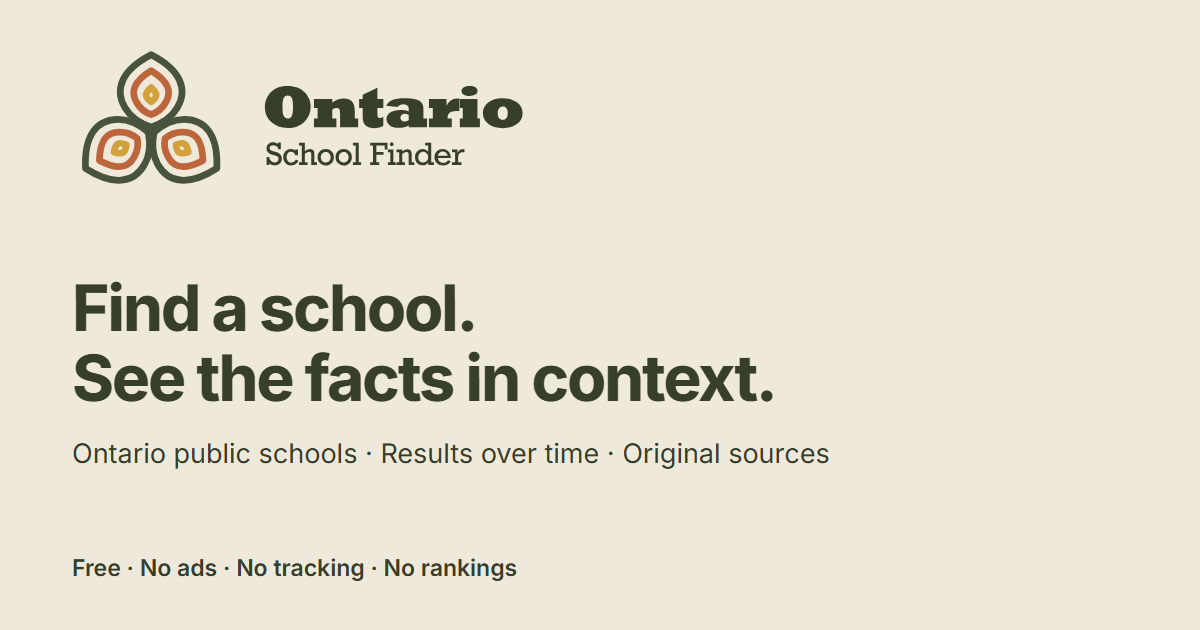 Ontario
School Finder
Find a school.
See the facts in context.
Ontario public schools · Results over time · Original sources
Free · No ads · No tracking · No rankings